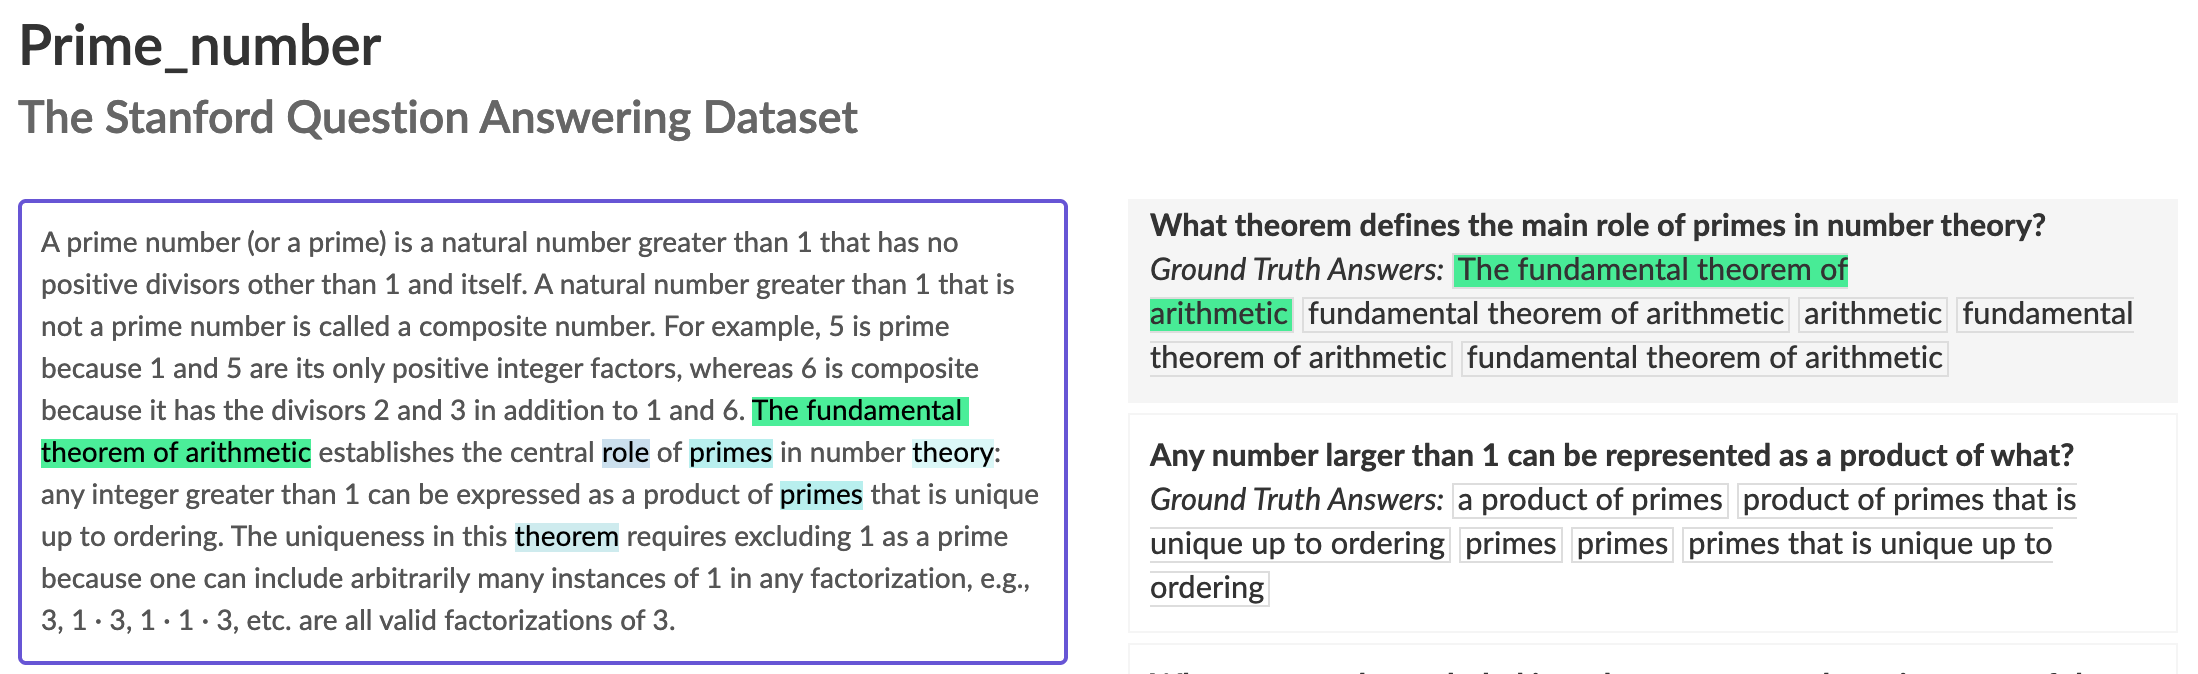 Prime_number
The Stanford Question Answering Dataset
A prime number (or a prime) is a natural number greater than 1 that has no
positive divisors other than 1 and itself. A natural number greater than 1 that is
not a prime number is called a composite number. For example, 5 is prime
because 1 and 5 are its only positive integer factors, whereas 6 is composite
because it has the divisors 2 and 3 in addition to 1 and 6. The fundamental
theorem of arithmetic establishes the central role of primes in number theory:
any integer greater than 1 can be expressed as a product of primes that is unique
up to ordering. The uniqueness in this theorem requires excluding 1 as a prime
because one can include arbitrarily many instances of 1 in any factorization, e.g.,
3, 1 · 3, 1 · 1 · 3, etc. are all valid factorizations of 3.
What theorem defines the main role of primes in number theory?
Ground Truth Answers: The fundamental theorem of
arithmetic fundamental theorem of arithmetic arithmetic fundamental
theorem of arithmetic fundamental theorem of arithmetic
Any number larger than 1 can be represented as a product of what?
Ground Truth Answers: a product of primes product of primes that is
unique up to ordering primes primes primes that is unique up to
ordering